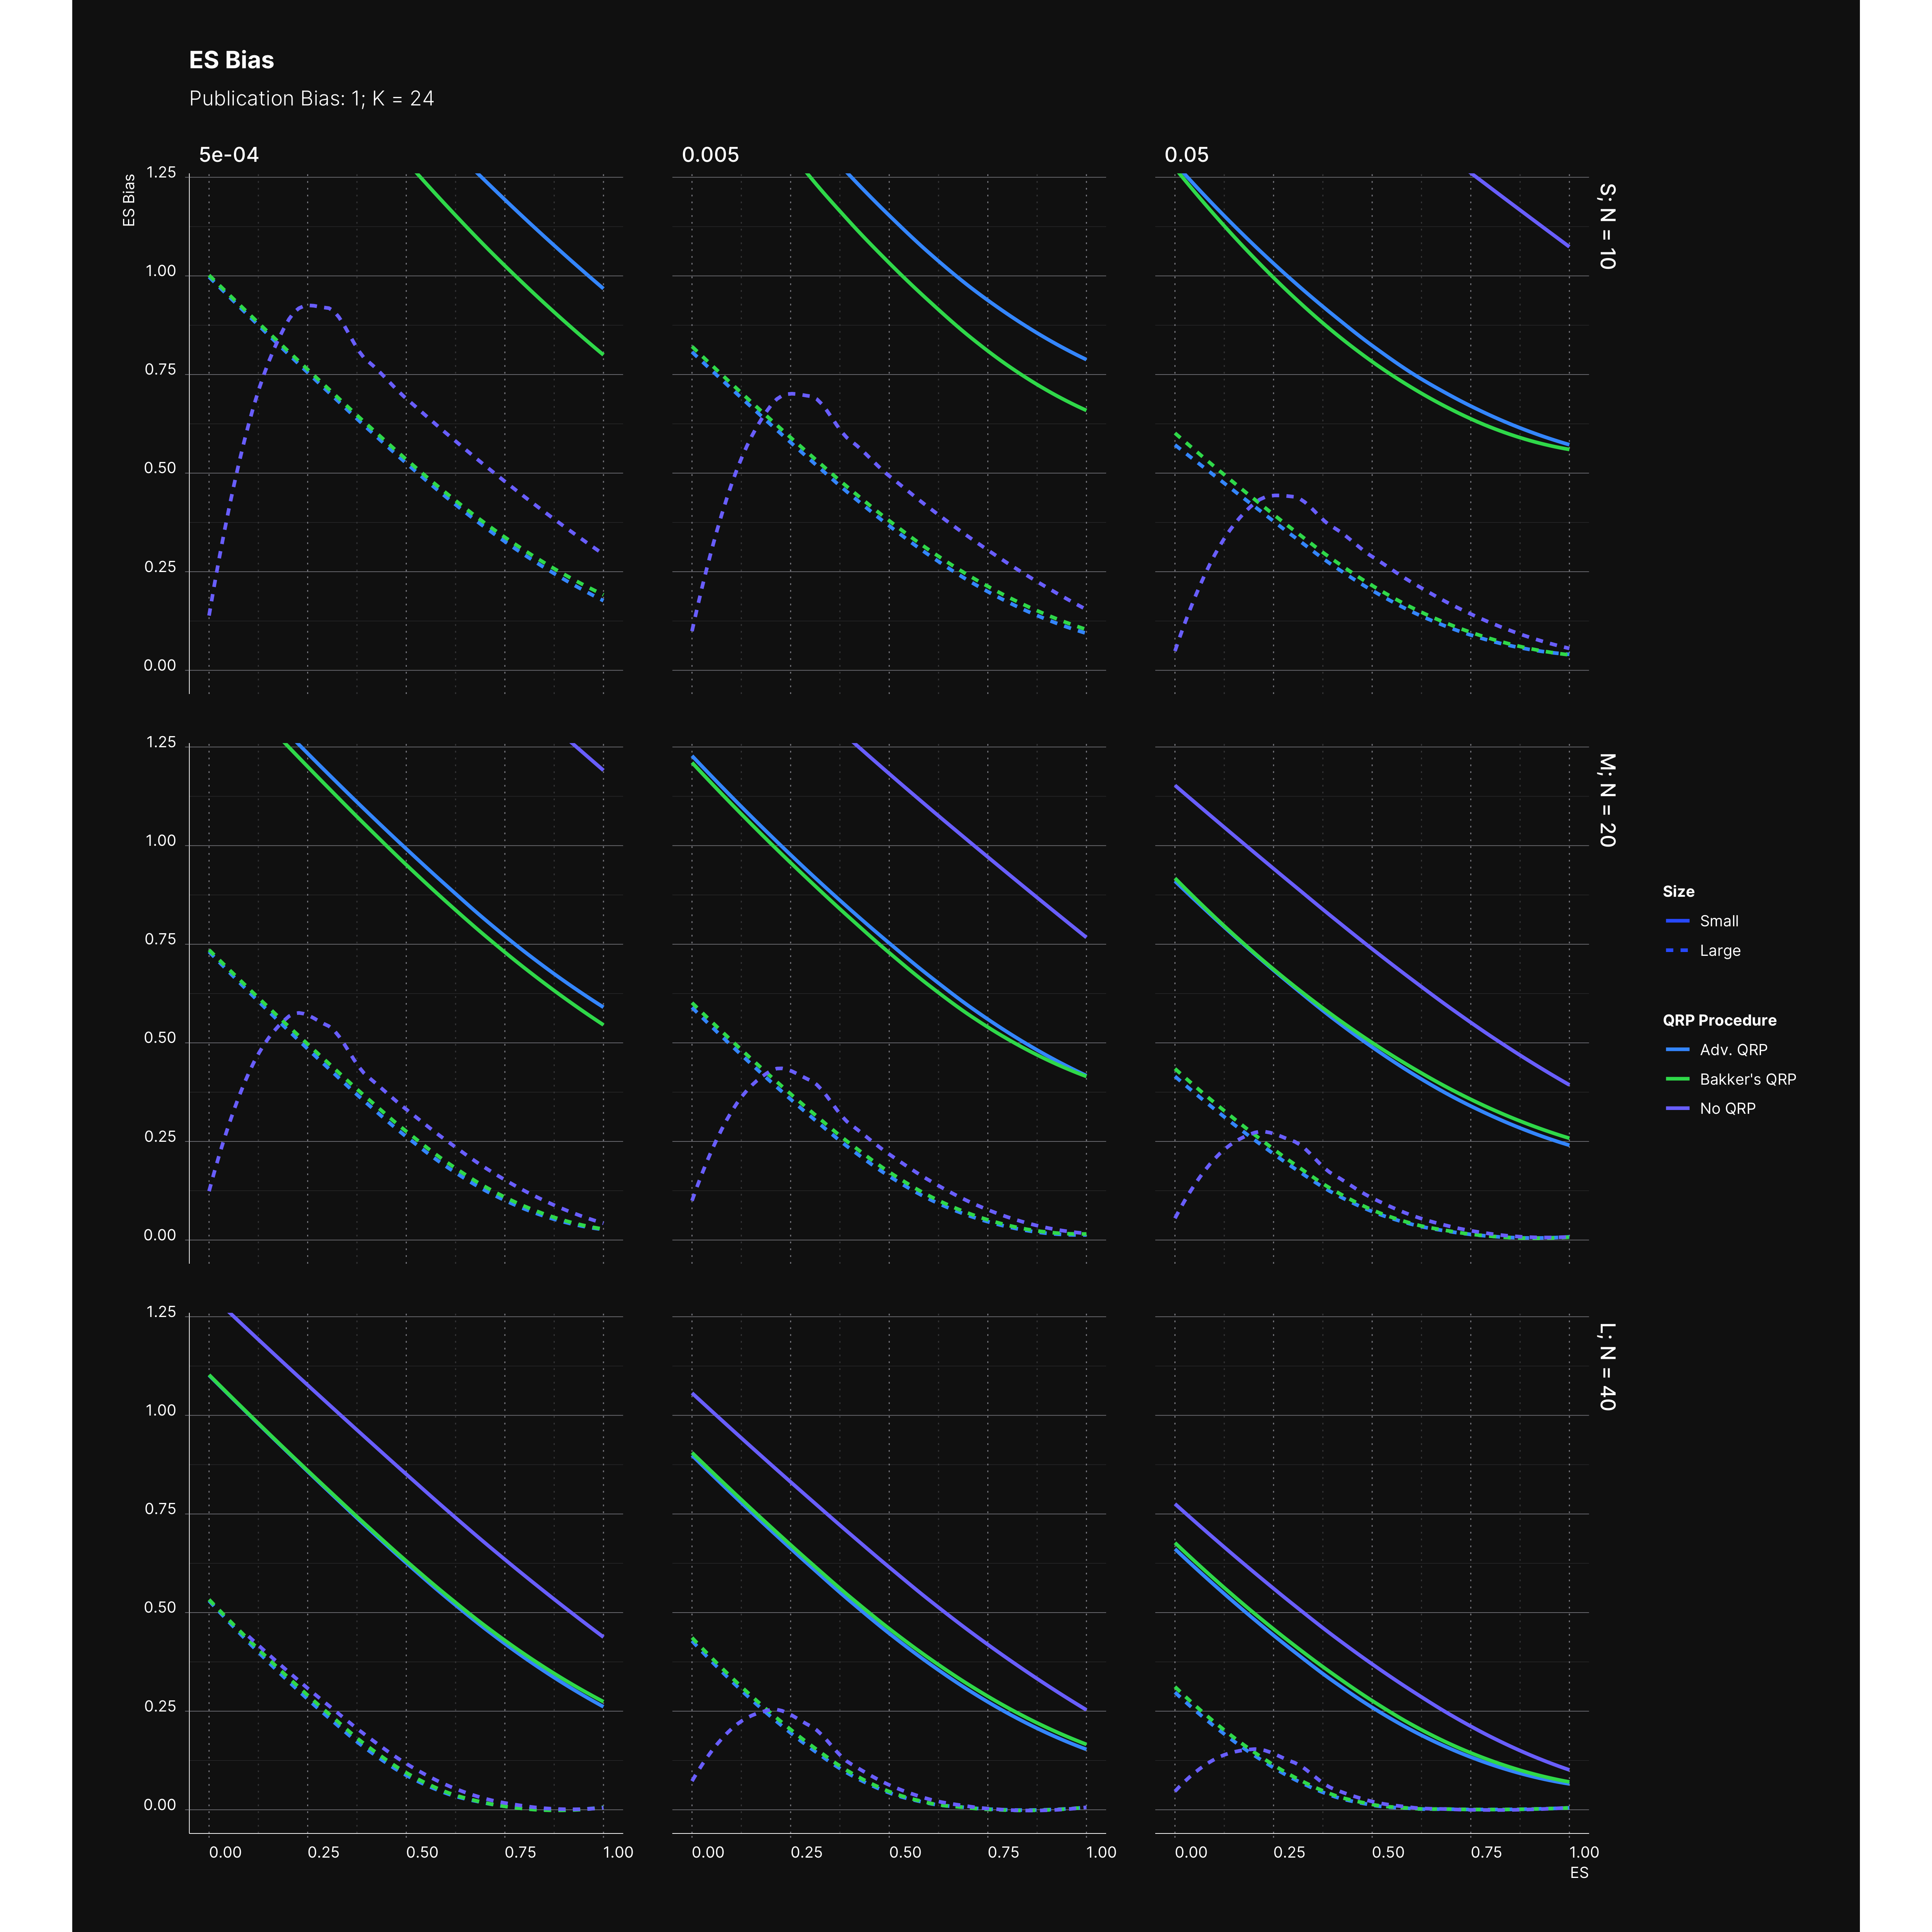 ES Bias
Publication Bias: 1; K = 24
5e-04
0.005
0.05
ES Bias
1.25
1.00
0.75
0.50
0.25
0.00
S; N = 10
1.25
1.00
0.75
0.50
0.25
0.00
M; N = 20
1.25
1.00
0.75
0.50
0.25
0.00
L; N = 40
0.00 0.25 0.50 0.75 1.00
0.00 0.25 0.50 0.75 1.00
0.00 0.25 0.50 0.75 1.00
ES
Size
Small
Large
QRP Procedure
Adv. QRP
Bakker's QRP
No QRP